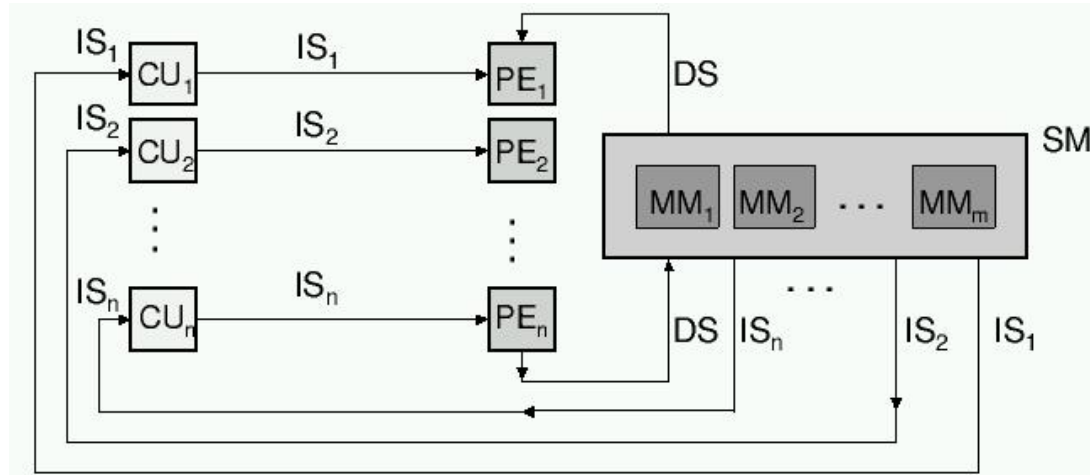 IS₁ CU₁ IS₁ PE₁ DS
IS₂ CU₂ IS₂ PE₂ SM
MM₁ MM₂ ... MMₘ
ISₙ CUₙ ISₙ PEₙ DS ISₙ ... IS₂ IS₁